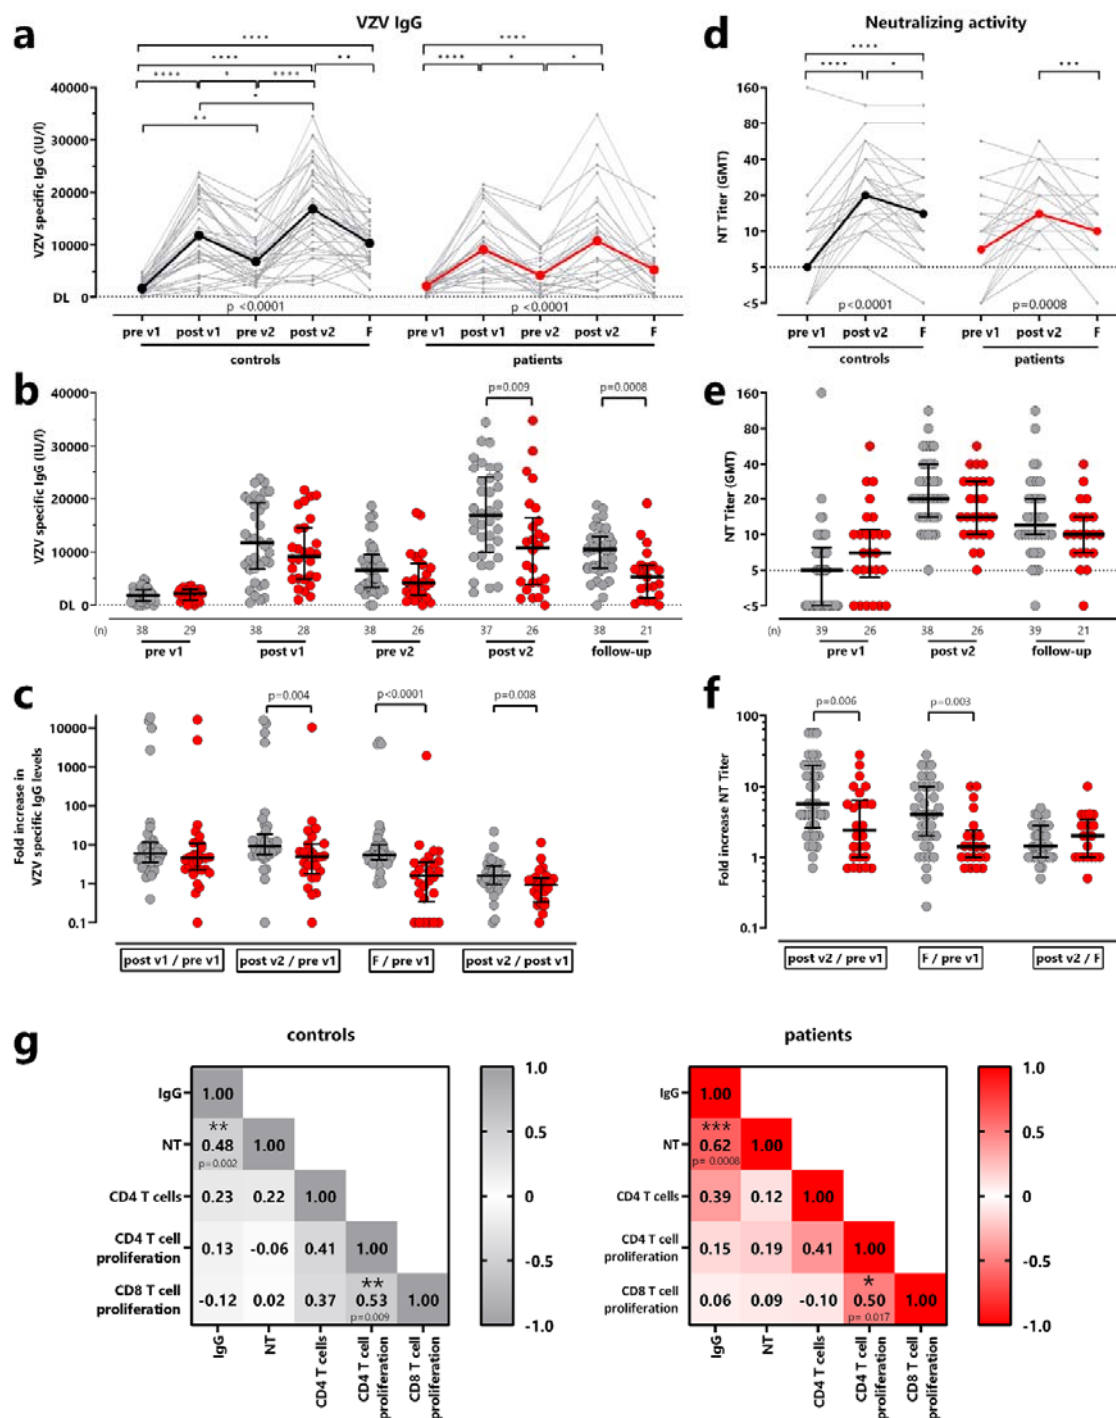 a
VZV IgG
* * * *
* * * *
* * * *
* * * *
* *
* * * *
*
* * * *
* * * *
*
*
*
* *
40000
30000
20000
10000
DL 0
VZV specific IgG (IU/l)
p <0.0001
p <0.0001
pre v1 post v1 pre v2 post v2 F
pre v1 post v1 pre v2 post v2 F
controls
patients
d
Neutralizing activity
* * * *
* * * *
*
* * *
160
80
40
20
10
5
<5
NT Titer (GMT)
p<0.0001
p=0.0008
pre v1 post v2 F
pre v1 post v2 F
controls
patients
b
40000
30000
20000
10000
DL 0
VZV specific IgG (IU/l)
p=0.009
p=0.0008
(n) 38 29 38 28 38 26 37 26 38 21
pre v1 post v1 pre v2 post v2 follow-up
e
160
80
40
20
10
5
<5
NT Titer (GMT)
(n) 39 26 38 26 39 21
pre v1 post v2 follow-up
c
10000
1000
100
10
1
0.1
Fold increase in
VZV specific IgG levels
p=0.004
p<0.0001
p=0.008
post v1 / pre v1
post v2 / pre v1
F / pre v1
post v2 / post v1
f
100
10
1
0.1
Fold increase NT Titer
p=0.006
p=0.003
post v2 / pre v1
F / pre v1
post v2 / F
g
controls
IgG 1.00
**
NT 0.48 1.00
p=0.002
CD4 T cells 0.23 0.22 1.00
CD4 T cell
proliferation
0.13 -0.06 0.41 1.00
**
CD8 T cell
proliferation
-0.12 0.02 0.37 0.53 1.00
p=0.009
IgG
NT
CD4 T cells
CD4 T cell
proliferation
CD8 T cell
proliferation
1.0
0.5
0
-0.5
-1.0
patients
IgG 1.00
***
NT 0.62 1.00
p= 0.0008
CD4 T cells 0.39 0.12 1.00
CD4 T cell
proliferation
0.15 0.19 0.41 1.00
*
CD8 T cell
proliferation
0.06 0.09 -0.10 0.50 1.00
p= 0.017
IgG
NT
CD4 T cells
CD4 T cell
proliferation
CD8 T cell
proliferation
1.0
0.5
0
-0.5
-1.0